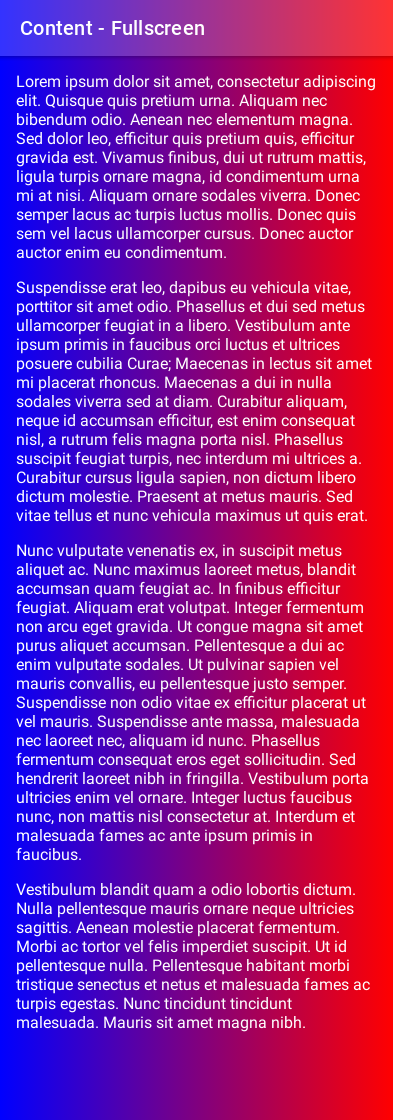 Content - Fullscreen
Lorem ipsum dolor sit amet, consectetur adipiscing
elit. Quisque quis pretium urna. Aliquam nec
bibendum odio. Aenean nec elementum magna.
Sed dolor leo, efficitur quis pretium quis, efficitur
gravida est. Vivamus finibus, dui ut rutrum mattis,
ligula turpis ornare magna, id condimentum urna
mi at nisi. Aliquam ornare sodales viverra. Donec
semper lacus ac turpis luctus mollis. Donec quis
sem vel lacus ullamcorper cursus. Donec auctor
auctor enim eu condimentum.
Suspendisse erat leo, dapibus eu vehicula vitae,
porttitor sit amet odio. Phasellus et dui sed metus
ullamcorper feugiat in a libero. Vestibulum ante
ipsum primis in faucibus orci luctus et ultrices
posuere cubilia Curae; Maecenas in lectus sit amet
mi placerat rhoncus. Maecenas a dui in nulla
sodales viverra sed at diam. Curabitur aliquam,
neque id accumsan efficitur, est enim consequat
nisl, a rutrum felis magna porta nisl. Phasellus
suscipit feugiat turpis, nec interdum mi ultrices a.
Curabitur cursus ligula sapien, non dictum libero
dictum molestie. Praesent at metus mauris. Sed
vitae tellus et nunc vehicula maximus ut quis erat.
Nunc vulputate venenatis ex, in suscipit metus
aliquet ac. Nunc maximus laoreet metus, blandit
accumsan quam feugiat ac. In finibus efficitur
feugiat. Aliquam erat volutpat. Integer fermentum
non arcu eget gravida. Ut congue magna sit amet
purus aliquet accumsan. Pellentesque a dui ac
enim vulputate sodales. Ut pulvinar sapien vel
mauris convallis, eu pellentesque justo semper.
Suspendisse non odio vitae ex efficitur placerat ut
vel mauris. Suspendisse ante massa, malesuada
nec laoreet nec, aliquam id nunc. Phasellus
fermentum consequat eros eget sollicitudin. Sed
hendrerit laoreet nibh in fringilla. Vestibulum porta
ultricies enim vel ornare. Integer luctus faucibus
nunc, non mattis nisl consectetur at. Interdum et
malesuada fames ac ante ipsum primis in
faucibus.
Vestibulum blandit quam a odio lobortis dictum.
Nulla pellentesque mauris ornare neque ultricies
sagittis. Aenean molestie placerat fermentum.
Morbi ac tortor vel felis imperdiet suscipit. Ut id
pellentesque nulla. Pellentesque habitant morbi
tristique senectus et netus et malesuada fames ac
turpis egestas. Nunc tincidunt tincidunt
malesuada. Mauris sit amet magna nibh.